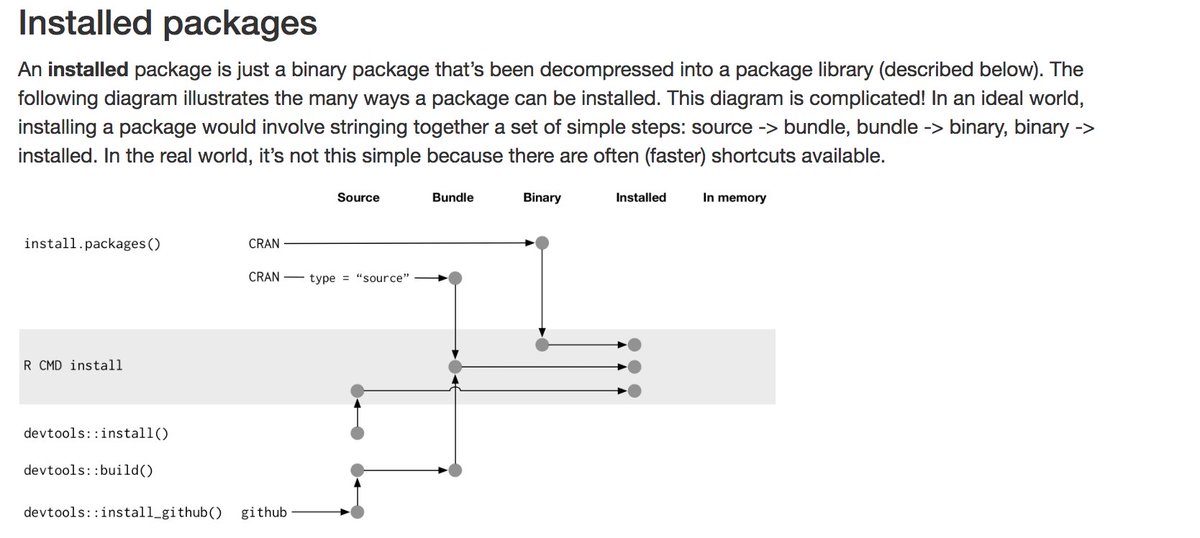 Installed packages
An installed package is just a binary package that’s been decompressed into a package library (described below). The
following diagram illustrates the many ways a package can be installed. This diagram is complicated! In an ideal world,
installing a package would involve stringing together a set of simple steps: source -> bundle, bundle -> binary, binary ->
installed. In the real world, it’s not this simple because there are often (faster) shortcuts available.
Source Bundle Binary Installed In memory
install.packages() CRAN
CRAN type = “source”
R CMD install
devtools::install()
devtools::build()
devtools::install_github() github